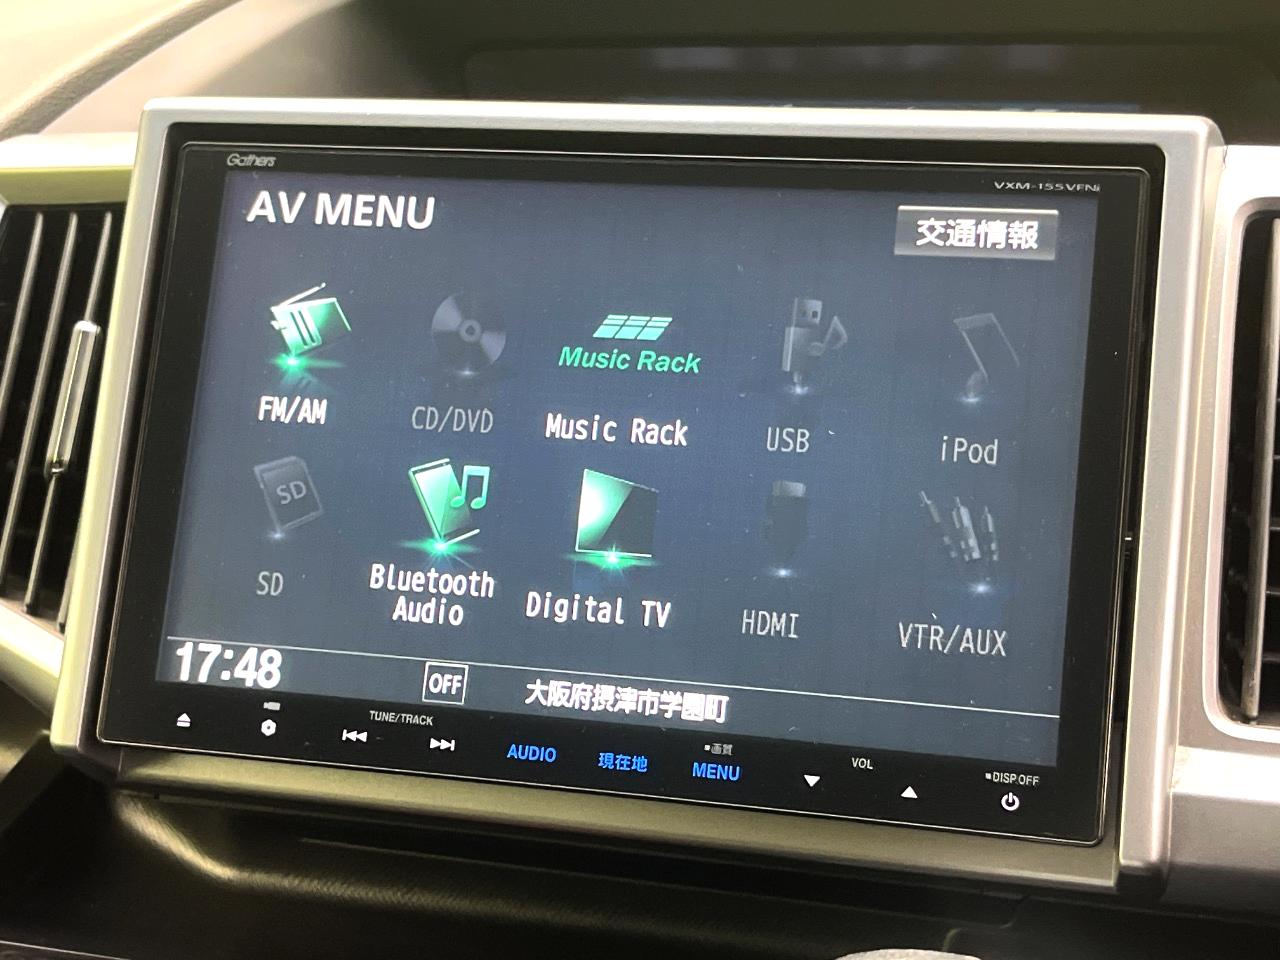 Gathers
VXM-155VFNi
AV MENU
交通情報
Music Rack
FM/AM
CD/DVD
Music Rack
USB
iPod
SD
SD
Bluetooth
Audio
Digital TV
HDMI
VTR/AUX
17:48
OFF
大阪府摂津市学園町
TUNE/TRACK
AUDIO
現在地
画質
MENU
VOL
DISP OFF